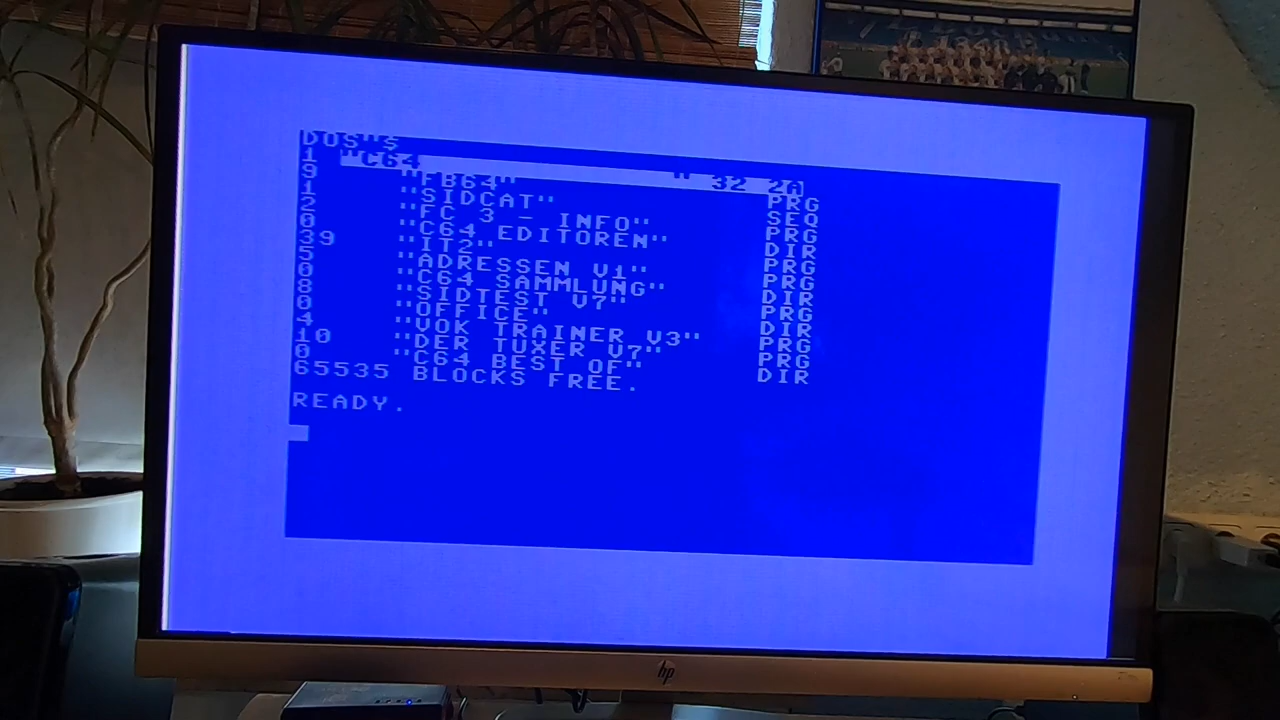 DOS"$
1 "C64 " 32 2A
9 "FB64" PRG
1 "SIDCAT" SEQ
2 "FC 3 - INFO" PRG
0 "C64 EDITOREN" DIR
39 "IT2" PRG
5 "ADRESSEN V1" PRG
0 "C64 SAMMLUNG" DIR
8 "SIDTEST V7" PRG
0 "OFFICE" DIR
4 "VOK TRAINER V3" PRG
10 "DER TUXER V7" PRG
0 "C64 BEST OF" DIR
65535 BLOCKS FREE.
READY.
hp